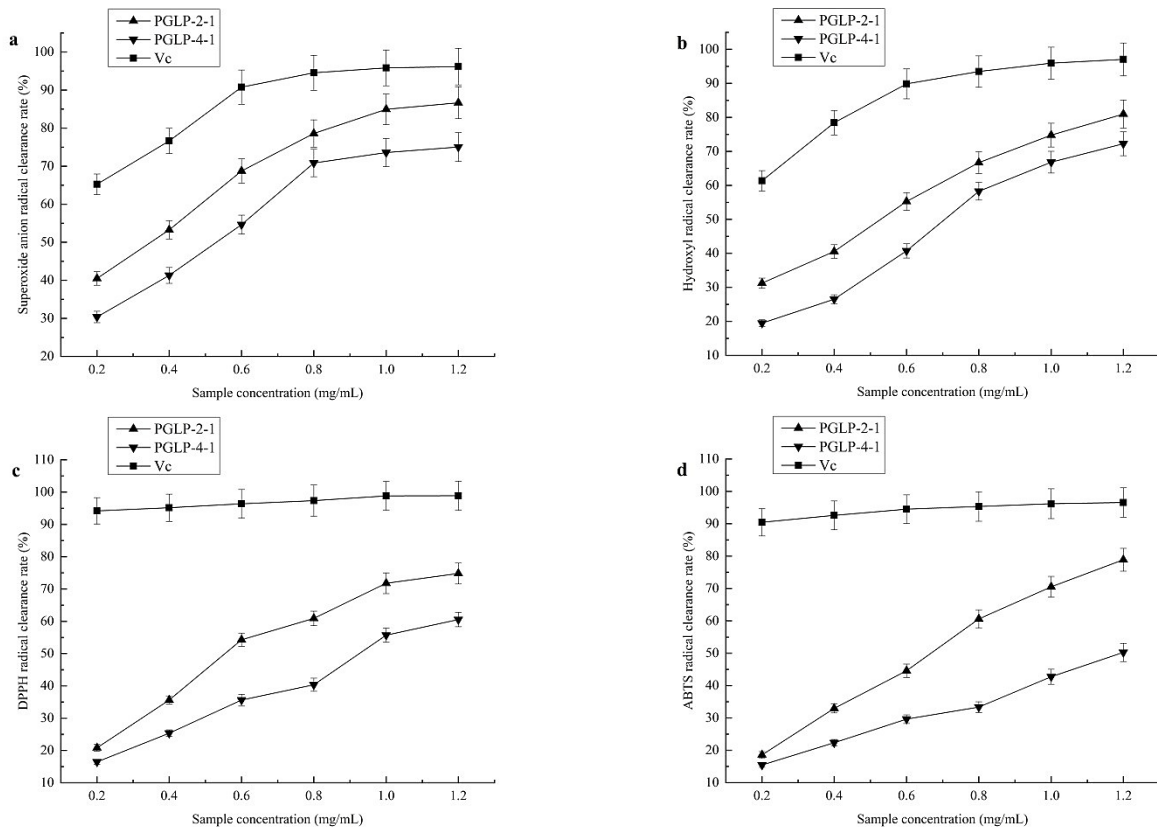 a
PGLP-2-1
PGLP-4-1
Vc
Superoxide anion radical clearance rate (%)
100
90
80
70
60
50
40
30
20
0.2 0.4 0.6 0.8 1.0 1.2
Sample concentration (mg/mL)
b
PGLP-2-1
PGLP-4-1
Vc
Hydroxyl radical clearance rate (%)
100
90
80
70
60
50
40
30
20
10
0.2 0.4 0.6 0.8 1.0 1.2
Sample concentration (mg/mL)
c
PGLP-2-1
PGLP-4-1
Vc
DPPH radical clearance rate (%)
110
100
90
80
70
60
50
40
30
20
10
0.2 0.4 0.6 0.8 1.0 1.2
Sample concentration (mg/mL)
d
PGLP-2-1
PGLP-4-1
Vc
ABTS radical clearance rate (%)
110
100
90
80
70
60
50
40
30
20
10
0.2 0.4 0.6 0.8 1.0 1.2
Sample concentration (mg/mL)